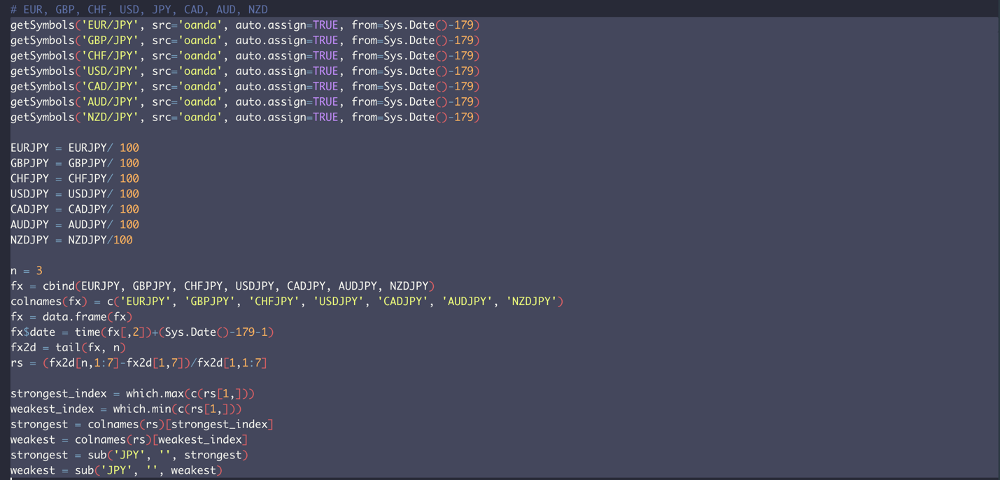 # EUR, GBP, CHF, USD, JPY, CAD, AUD, NZD
getSymbols('EUR/JPY', src='oanda', auto.assign=TRUE, from=Sys.Date()-179)
getSymbols('GBP/JPY', src='oanda', auto.assign=TRUE, from=Sys.Date()-179)
getSymbols('CHF/JPY', src='oanda', auto.assign=TRUE, from=Sys.Date()-179)
getSymbols('USD/JPY', src='oanda', auto.assign=TRUE, from=Sys.Date()-179)
getSymbols('CAD/JPY', src='oanda', auto.assign=TRUE, from=Sys.Date()-179)
getSymbols('AUD/JPY', src='oanda', auto.assign=TRUE, from=Sys.Date()-179)
getSymbols('NZD/JPY', src='oanda', auto.assign=TRUE, from=Sys.Date()-179)
EURJPY = EURJPY/ 100
GBPJPY = GBPJPY/ 100
CHFJPY = CHFJPY/ 100
USDJPY = USDJPY/ 100
CADJPY = CADJPY/ 100
AUDJPY = AUDJPY/ 100
NZDJPY = NZDJPY/100
n = 3
fx = cbind(EURJPY, GBPJPY, CHFJPY, USDJPY, CADJPY, AUDJPY, NZDJPY)
colnames(fx) = c('EURJPY', 'GBPJPY', 'CHFJPY', 'USDJPY', 'CADJPY', 'AUDJPY', 'NZDJPY')
fx = data.frame(fx)
fx$date = time(fx[,2])+(Sys.Date()-179-1)
fx2d = tail(fx, n)
rs = (fx2d[n,1:7]-fx2d[1,7])/fx2d[1,1:7]
strongest_index = which.max(c(rs[1,]))
weakest_index = which.min(c(rs[1,]))
strongest = colnames(rs)[strongest_index]
weakest = colnames(rs)[weakest_index]
strongest = sub('JPY', '', strongest)
weakest = sub('JPY', '', weakest)